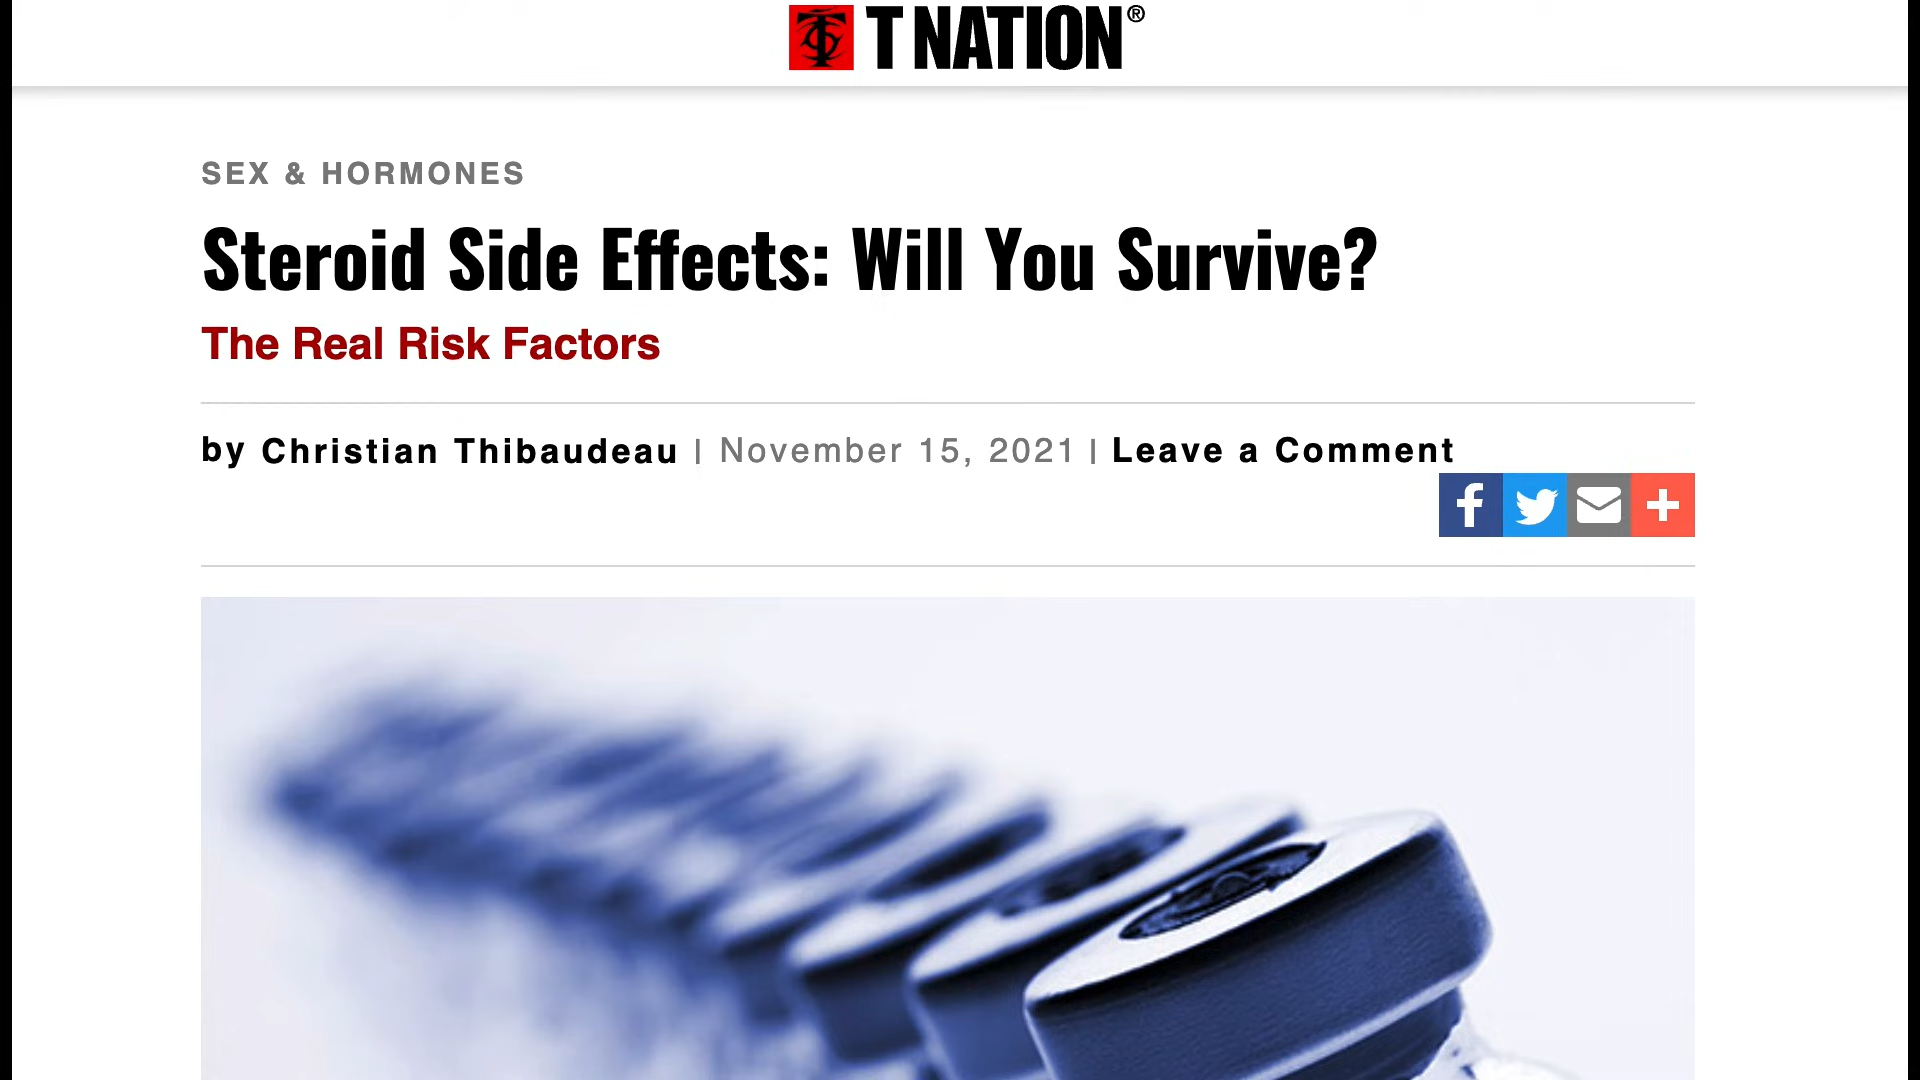 T NATION®
SEX & HORMONES
Steroid Side Effects: Will You Survive?
The Real Risk Factors
by Christian Thibaudeau | November 15, 2021 | Leave a Comment